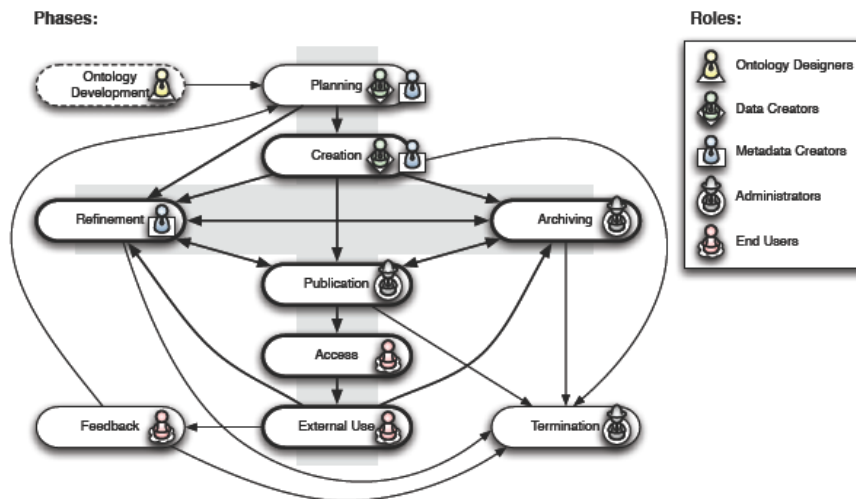 Phases:
Roles:
Ontology
Development
Planning
Ontology Designers
Data Creators
Creation
Metadata Creators
Refinement
Archiving
Administrators
End Users
Publication
Access
Feedback
External Use
Termination